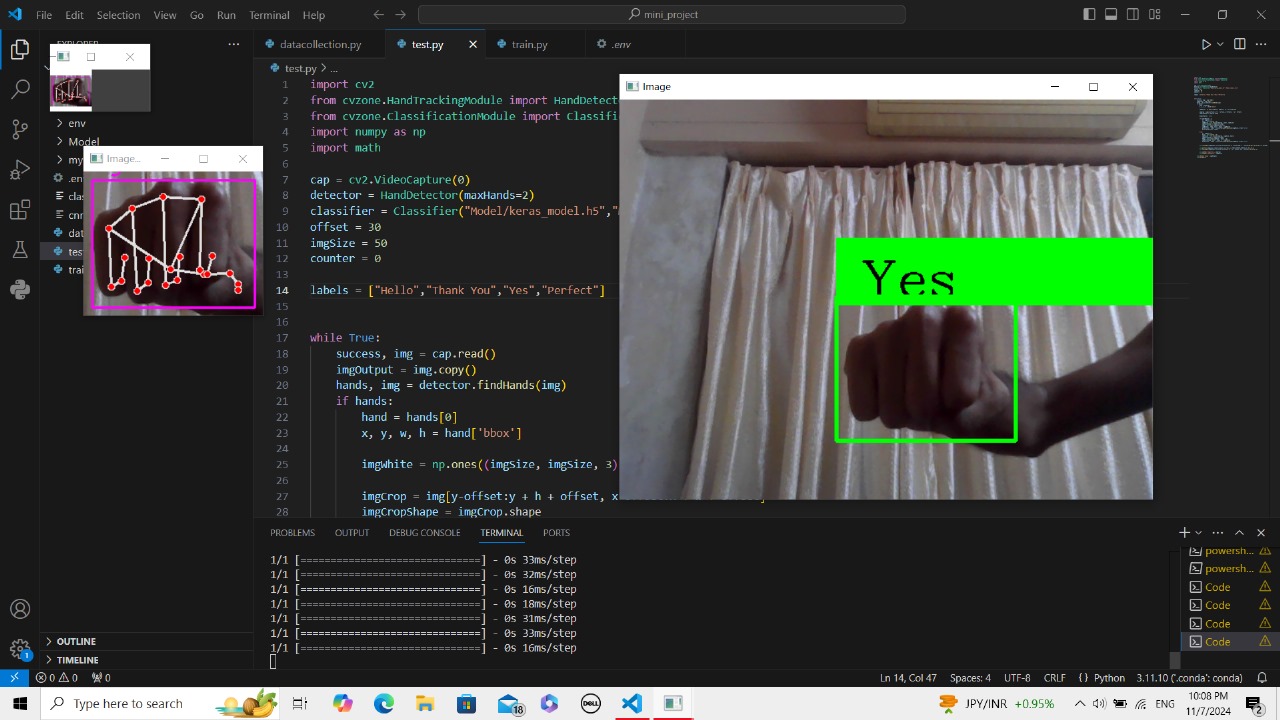 File Edit Selection View Go Run Terminal Help
mini_project
datacollection.py test.py train.py .env
test.py > ...
1 import cv2
2 from cvzone.HandTrackingModule import HandDetect
3 from cvzone.ClassificationModule import Classifi
4 import numpy as np
5 import math
6
7 cap = cv2.VideoCapture(0)
8 detector = HandDetector(maxHands=2)
9 classifier = Classifier("Model/keras_model.h5","
10 offset = 30
11 imgSize = 50
12 counter = 0
13
14 labels = ["Hello","Thank You","Yes","Perfect"]
15
16
17 while True:
18 success, img = cap.read()
19 imgOutput = img.copy()
20 hands, img = detector.findHands(img)
21 if hands:
22 hand = hands[0]
23 x, y, w, h = hand['bbox']
24
25 imgWhite = np.ones((imgSize, imgSize, 3)
26
27 imgCrop = img[y-offset:y + h + offset, x
28 imgCropShape = imgCrop.shape
env
Model
my
.en
clas
cnn
dat
tes
trai
OUTLINE
TIMELINE
Image...
Image
Yes
PROBLEMS OUTPUT DEBUG CONSOLE TERMINAL PORTS
1/1 [==============================] - 0s 33ms/step
1/1 [==============================] - 0s 32ms/step
1/1 [==============================] - 0s 16ms/step
1/1 [==============================] - 0s 18ms/step
1/1 [==============================] - 0s 31ms/step
1/1 [==============================] - 0s 33ms/step
1/1 [==============================] - 0s 16ms/step
powersh...
powersh...
Code
Code
Code
Code
1
0 0 0
Ln 14, Col 47 Spaces: 4 UTF-8 CRLF {} Python 3.11.10 ('.conda': conda)
Type here to search
18
DELL
JPY/INR +0.95%
ENG
10:08 PM
11/7/2024
2